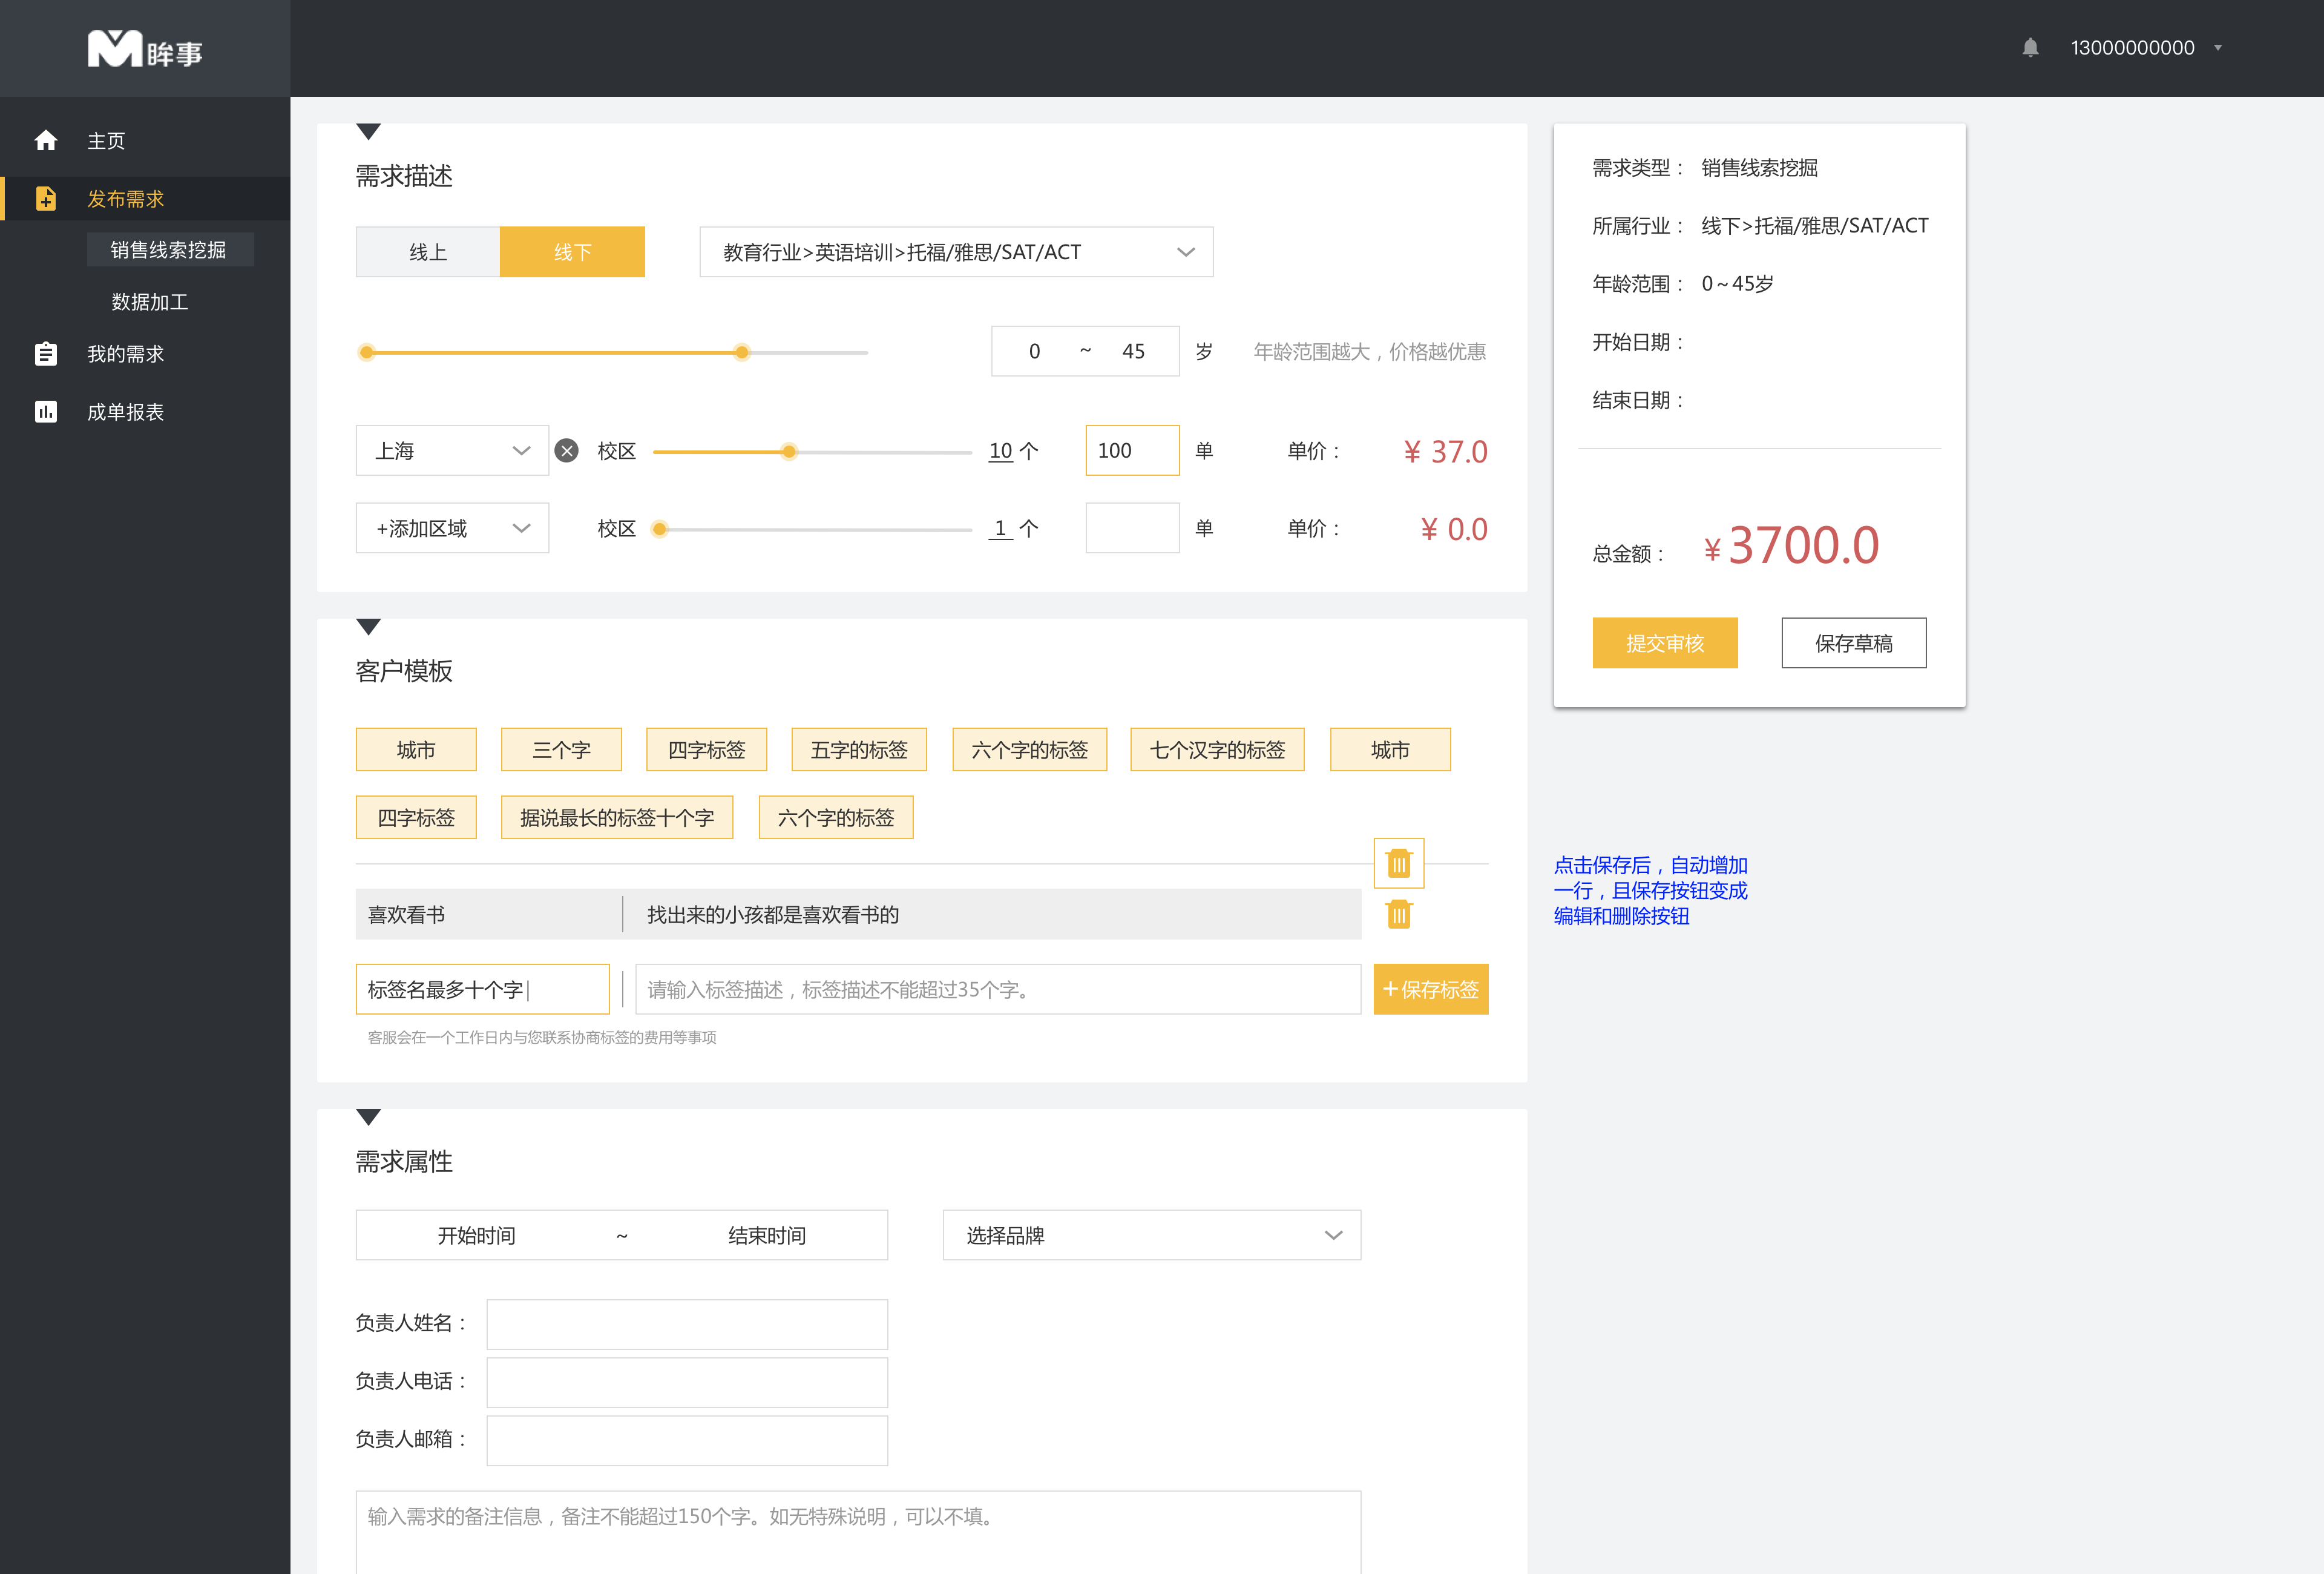 眸事
13000000000
主页
发布需求
销售线索挖掘
数据加工
我的需求
成单报表
需求描述
线上
线下
教育行业>英语培训>托福/雅思/SAT/ACT
0 ~ 45 岁
年龄范围越大，价格越优惠
上海 校区 10 个 100 单 单价： ¥ 37.0
+添加区域 校区 1 个 单 单价： ¥ 0.0
客户模板
城市 三个字 四字标签 五字的标签 六个字的标签 七个汉字的标签 城市
四字标签 据说最长的标签十个字 六个字的标签
喜欢看书 找出来的小孩都是喜欢看书的
标签名最多十个字 请输入标签描述，标签描述不能超过35个字。 +保存标签
客服会在一个工作日内与您联系协商标签的费用等事项
需求属性
开始时间 ~ 结束时间 选择品牌
负责人姓名：
负责人电话：
负责人邮箱：
输入需求的备注信息，备注不能超过150个字。如无特殊说明，可以不填。
需求类型： 销售线索挖掘
所属行业： 线下>托福/雅思/SAT/ACT
年龄范围： 0~45岁
开始日期：
结束日期：
总金额： ¥3700.0
提交审核 保存草稿
点击保存后，自动增加
一行，且保存按钮变成
编辑和删除按钮